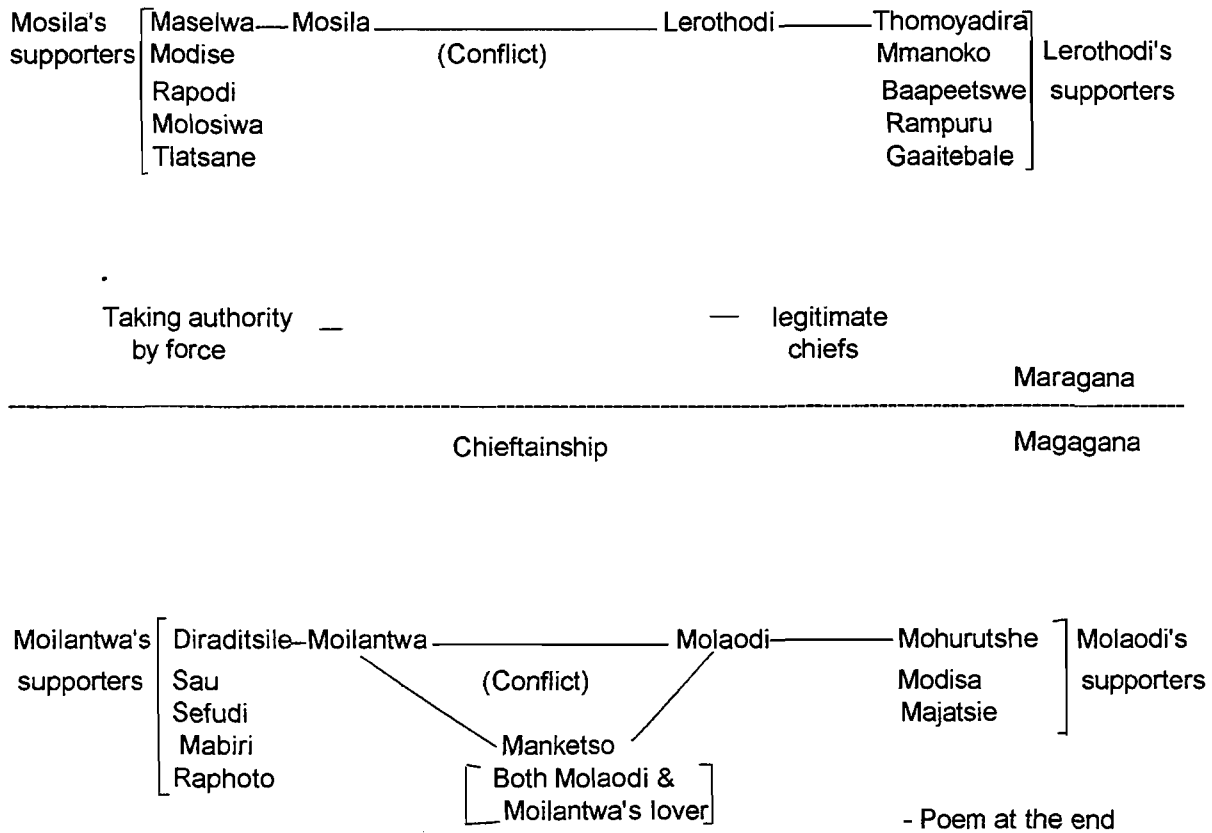 Mosila's Maselwa Mosila Lerothodi Thomoyadira
supporters Modise (Conflict) Mmanoko Lerothodi's
Rapodi Baapeetswe supporters
Molosiwa Rampuru
Tlatsane Gaaitebale
Taking authority — — legitimate
by force chiefs
Maragana
Chieftainship Magagana
Moilantwa's Diraditsile Moilantwa Molaodi Mohurutshe Molaodi's
supporters Sau (Conflict) Modisa supporters
Sefudi Majatsie
Mabiri Manketso
Raphoto Both Molaodi &
Moilantwa's lover
- Poem at the end